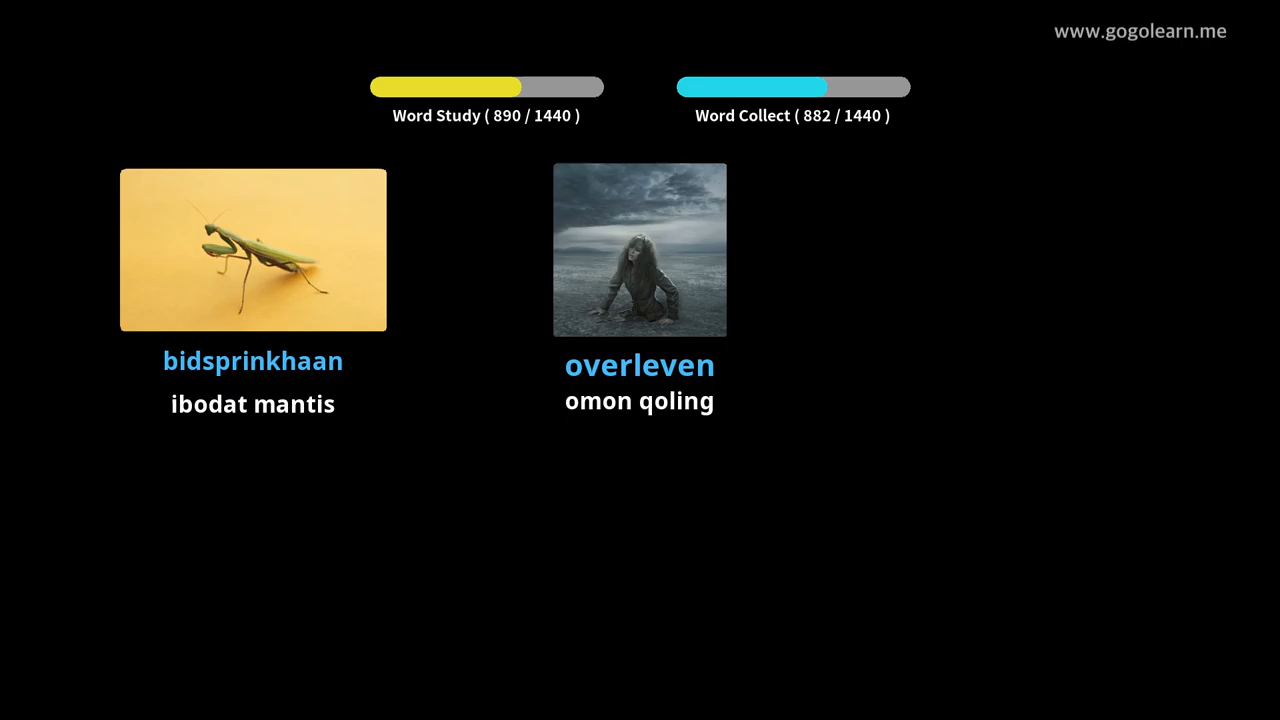 www.gogolearn.me
Word Study ( 890 / 1440 )
Word Collect ( 882 / 1440 )
bidsprinkhaan
ibodat mantis
overleven
omon qoling